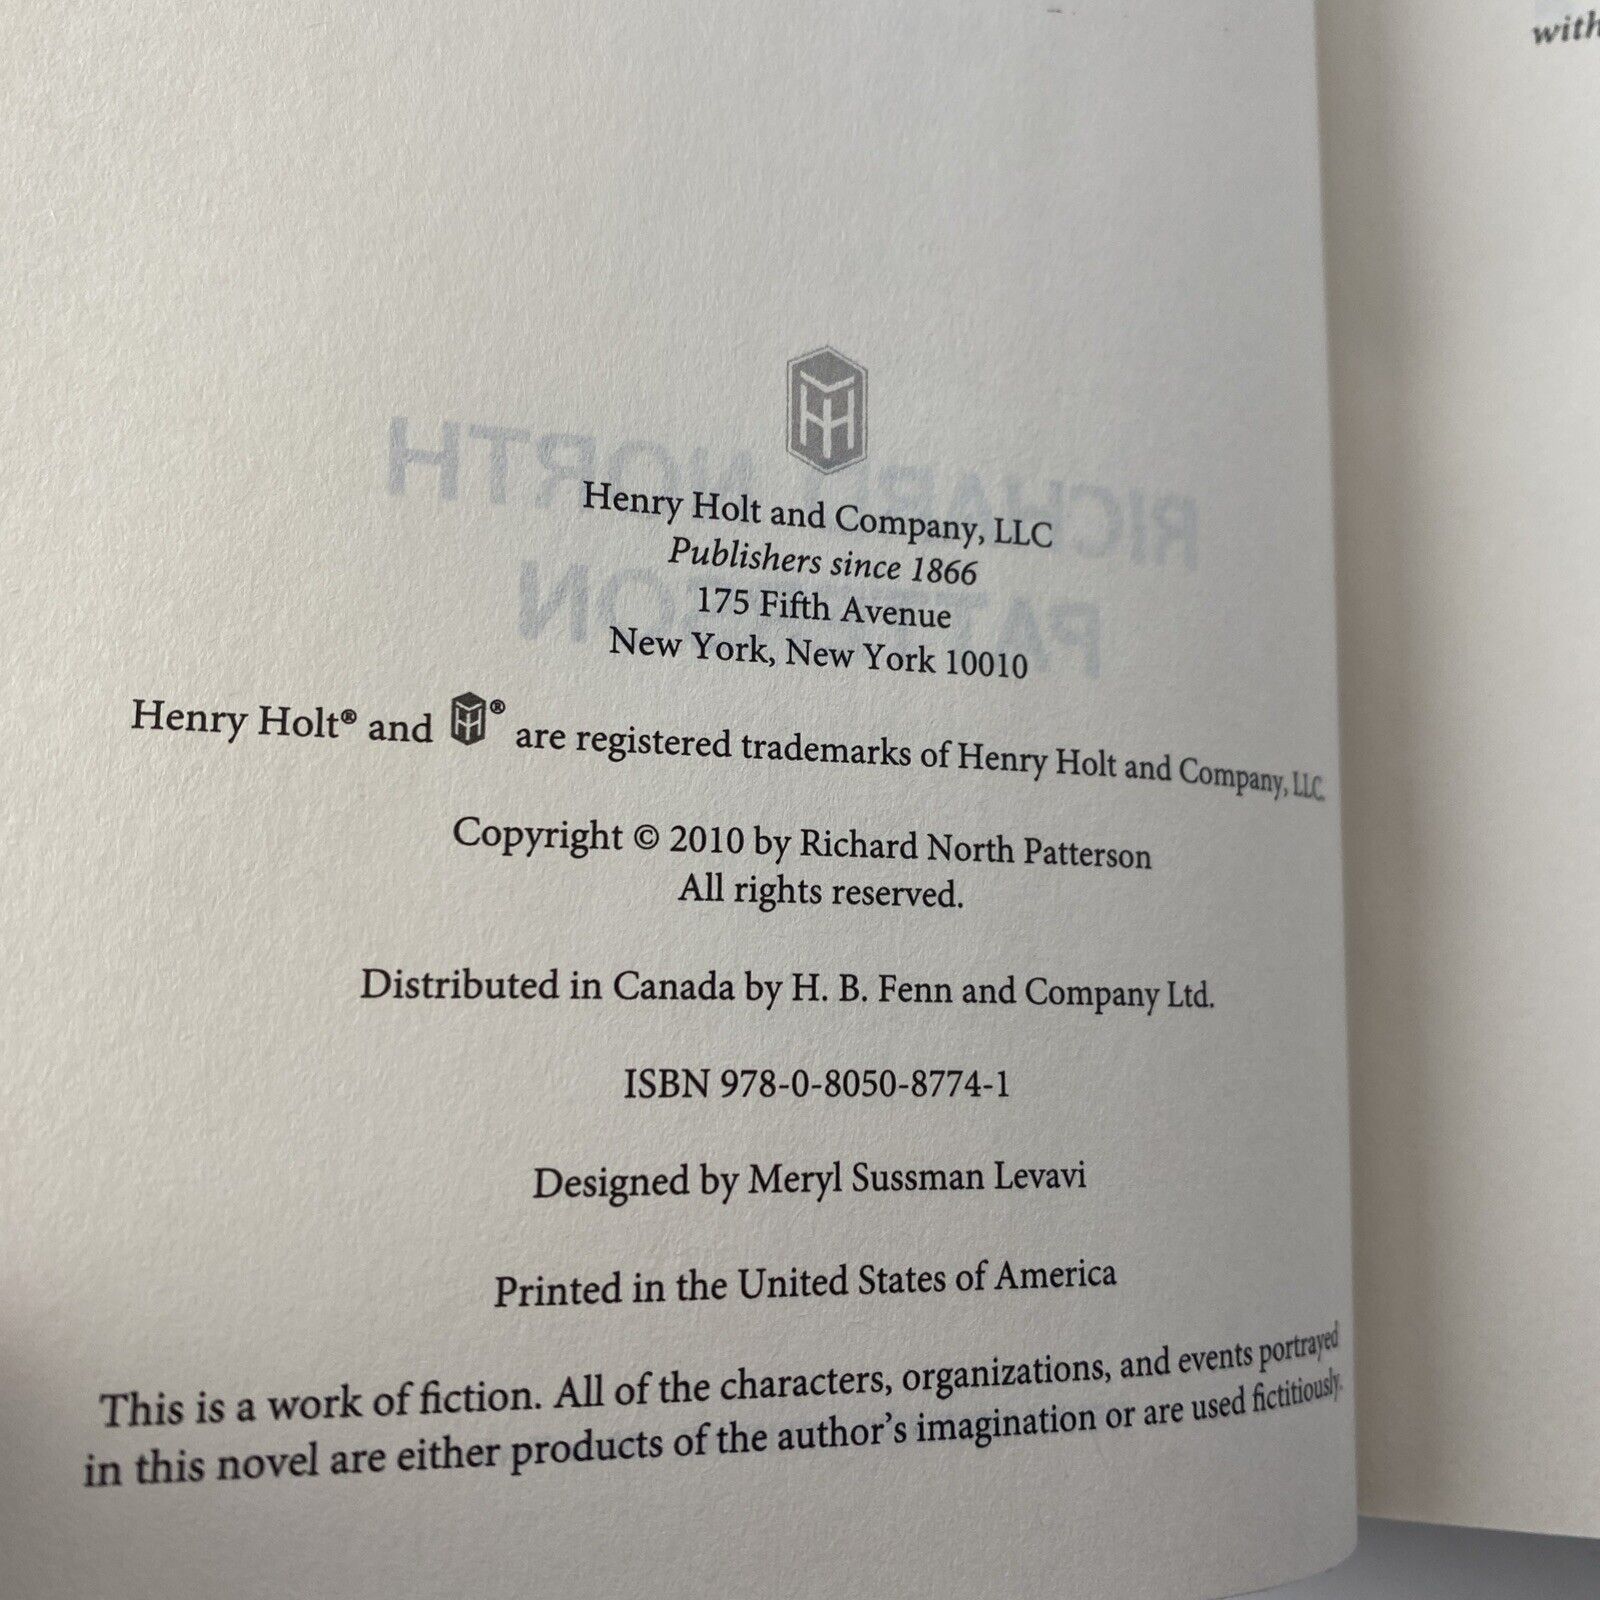 Henry Holt and Company, LLC
Publishers since 1866
175 Fifth Avenue
New York, New York 10010
Henry Holt® and ® are registered trademarks of Henry Holt and Company, LLC.
Copyright © 2010 by Richard North Patterson
All rights reserved.
Distributed in Canada by H. B. Fenn and Company Ltd.
ISBN 978-0-8050-8774-1
Designed by Meryl Sussman Levavi
Printed in the United States of America
This is a work of fiction. All of the characters, organizations, and events portrayed
in this novel are either products of the author's imagination or are used fictitiously.
with
RICHARD NORTH